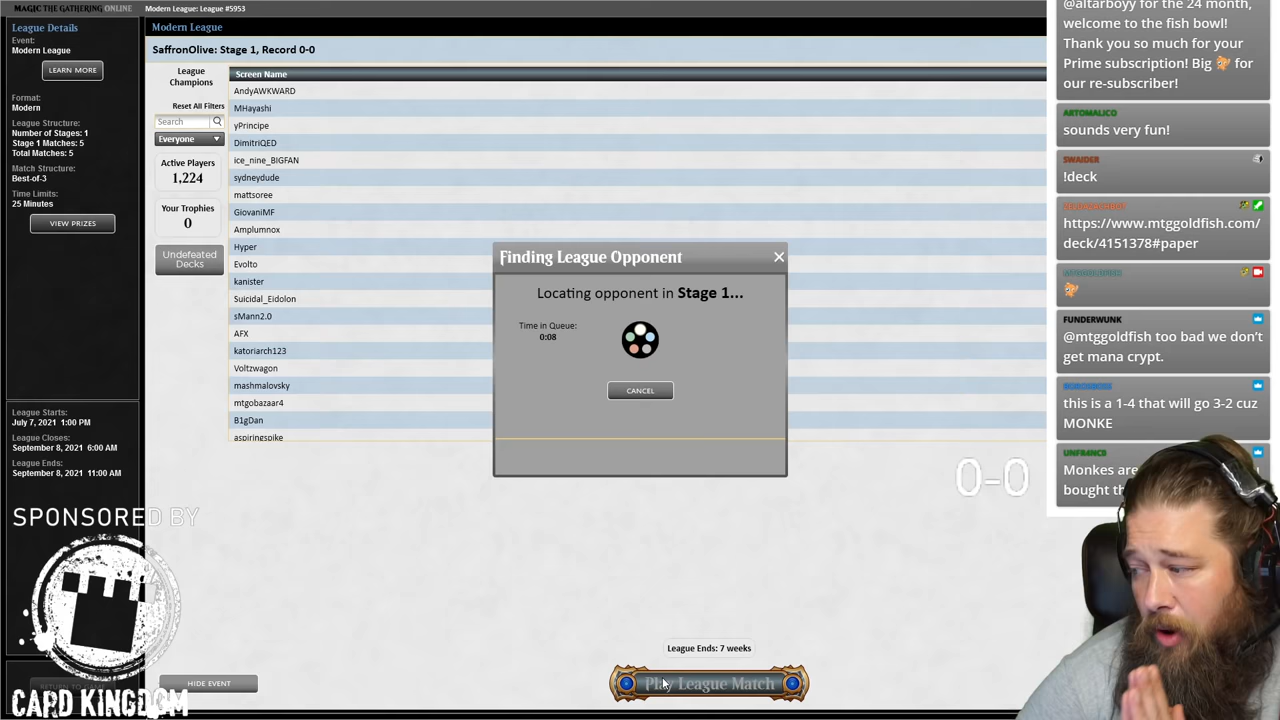 MAGIC THE GATHERING ONLINE
Modern League: League #5953
League Details
Event:
Modern League
LEARN MORE
Format:
Modern
League Structure:
Number of Stages: 1
Stage 1 Matches: 5
Total Matches: 5
Match Structure:
Best-of-3
Time Limits:
25 Minutes
VIEW PRIZES
League Starts:
July 7, 2021 1:00 PM
League Closes:
September 8, 2021 6:00 AM
League Ends:
September 8, 2021 11:00 AM
SPONSORED BY
CARD KINGDOM
Modern League
SaffronOlive: Stage 1, Record 0-0
League
Champions
Reset All Filters
Search
Everyone
Active Players
1,224
Your Trophies
0
Undefeated
Decks
Screen Name
AndyAWKWARD
MHayashi
yPrincipe
DimitriQED
ice_nine_BIGFAN
sydneydude
mattsoree
GiovaniMF
Amplumnox
Hyper
Evolto
kanister
Suicidal_Eidolon
sMann2.0
AFX
katoriarch123
Voltzwagon
mashmalovsky
mtgobazaar4
B1gDan
aspiringspike
Finding League Opponent
Locating opponent in Stage 1...
Time in Queue:
0:08
CANCEL
0-0
League Ends: 7 weeks
Play League Match
HIDE EVENT
@altarboyy for the 24 month,
welcome to the fish bowl!
Thank you so much for your
Prime subscription! Big
for
our re-subscriber!
ARTOMALICO
sounds very fun!
SWAIDER
!deck
https://www.mtggoldfish.com/
deck/4151378#paper
MTGGOLDFISH
FUNDERWUNK
@mtggoldfish too bad we don't
get mana crypt.
this is a 1-4 that will go 3-2 cuz
MONKE
UNFR4NCB
Monkes are
bought th